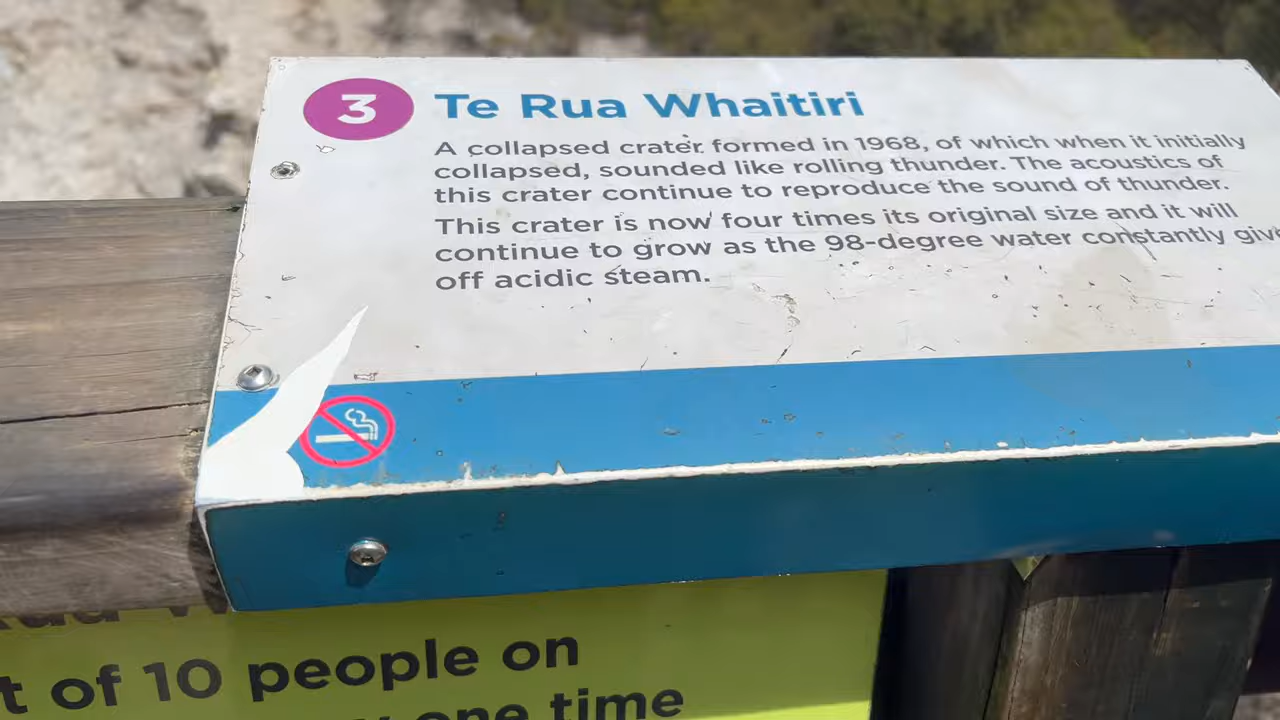 3
Te Rua Whaitiri
A collapsed crater formed in 1968, of which when it initially
collapsed, sounded like rolling thunder. The acoustics of
this crater continue to reproduce the sound of thunder.
This crater is now four times its original size and it will
continue to grow as the 98-degree water constantly
off acidic steam.
of 10 people on
one time